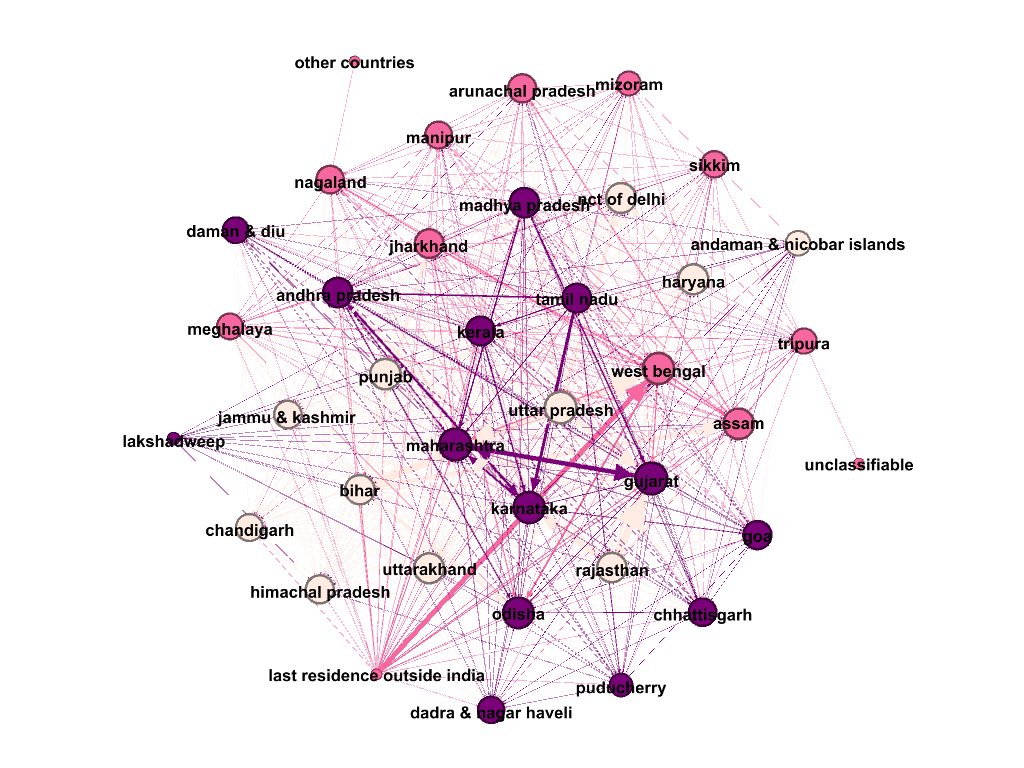 other countries
mizoram
arunachal pradesh
manipur
sikkim
nagaland
nct of delhi
madhya pradesh
daman & diu
jharkhand
andaman & nicobar islands
haryana
andhra pradesh
tamil nadu
meghalaya
kerala
tripura
west bengal
punjab
uttar pradesh
jammu & kashmir
assam
lakshadweep
maharashtra
unclassifiable
gujarat
bihar
karnataka
chandigarh
goa
uttarakhand
rajasthan
himachal pradesh
odisha
chhattisgarh
last residence outside india
puducherry
dadra & nagar haveli